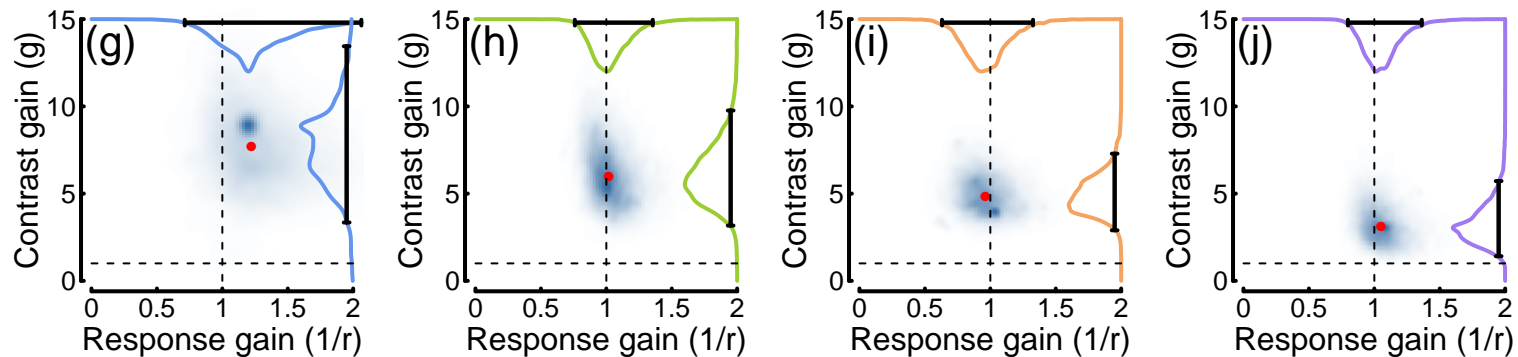 (g) (h) (i) (j)
Contrast gain (g) Contrast gain (g) Contrast gain (g) Contrast gain (g)
15 15 15 15
10 10 10 10
5 5 5 5
0 0 0 0
0 0.5 1 1.5 2 0 0.5 1 1.5 2 0 0.5 1 1.5 2 0 0.5 1 1.5 2
Response gain (1/r) Response gain (1/r) Response gain (1/r) Response gain (1/r)